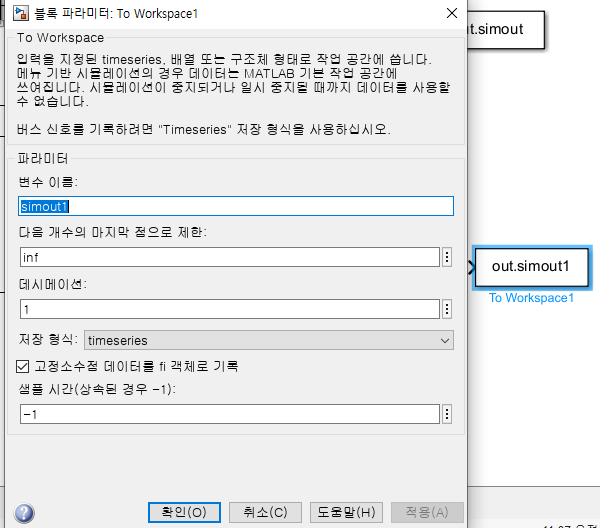 블록 파라미터: To Workspace1
To Workspace
입력을 지정된 timeseries, 배열 또는 구조체 형태로 작업 공간에 씁니다.
메뉴 기반 시뮬레이션의 경우 데이터는 MATLAB 기본 작업 공간에
쓰여집니다. 시뮬레이션이 중지되거나 일시 중지될 때까지 데이터를 사용할
수 없습니다.
버스 신호를 기록하려면 "Timeseries" 저장 형식을 사용하십시오.
파라미터
변수 이름:
simout1
다음 개수의 마지막 점으로 제한:
inf
데시메이션:
1
저장 형식: timeseries
고정소수점 데이터를 fi 객체로 기록
샘플 시간(상속된 경우 -1):
-1
확인(O) 취소(C) 도움말(H) 적용(A)
ut.simout
out.simout1
To Workspace1